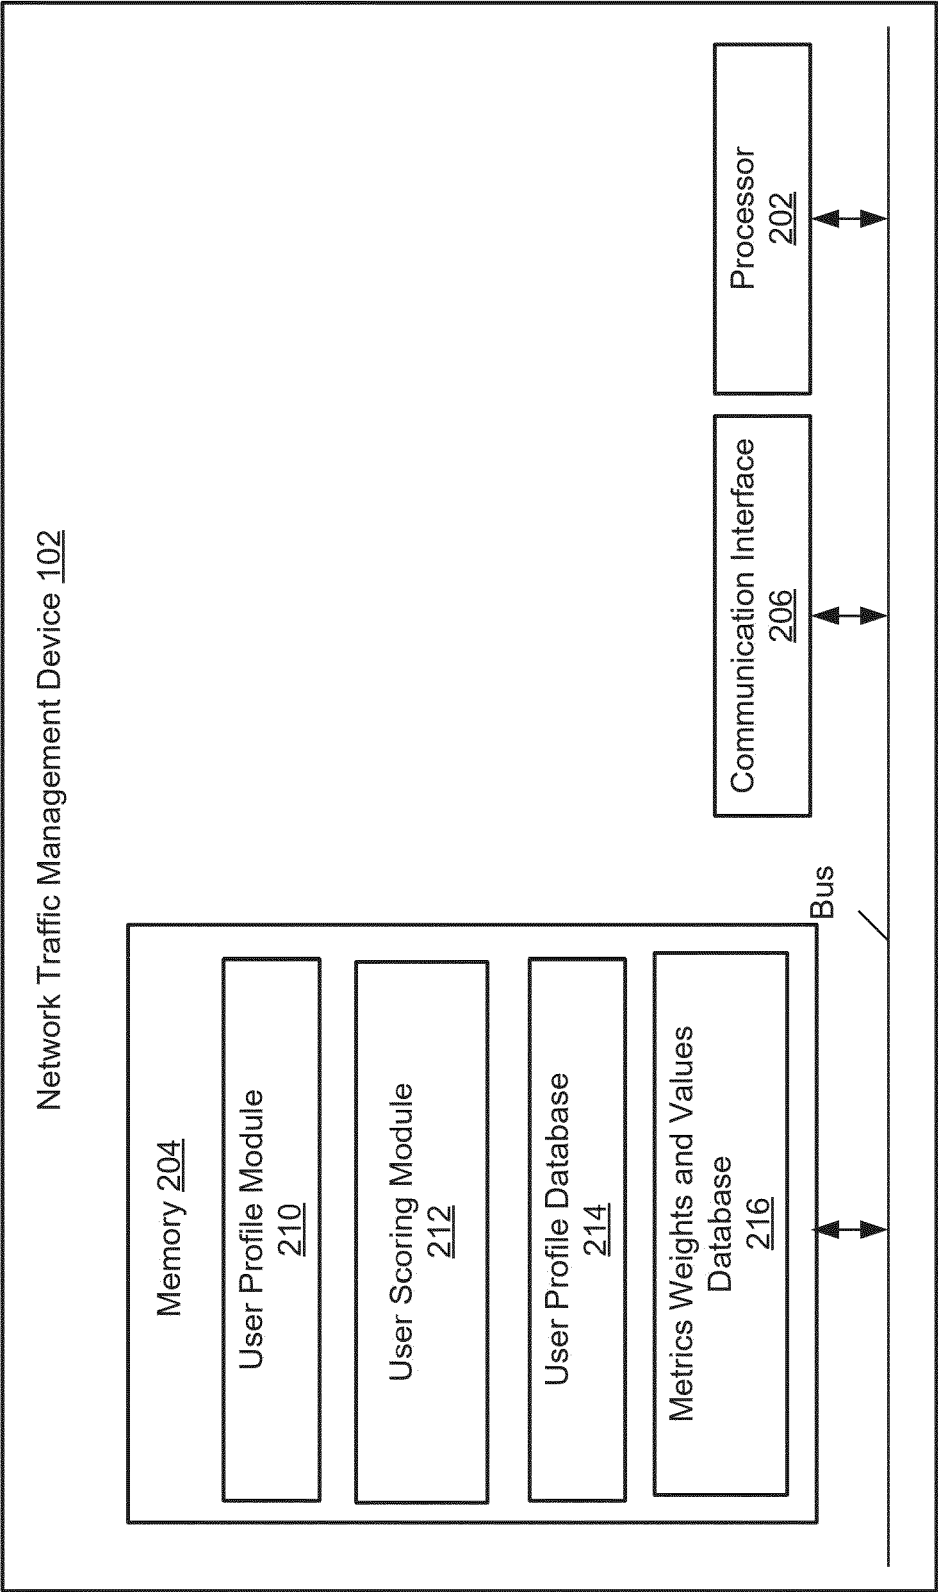 Network Traffic Management Device 102
Memory 204
User Profile Module
210
User Scoring Module
212
User Profile Database
214
Metrics Weights and Values
Database
216
Communication Interface
206
Processor
202
Bus